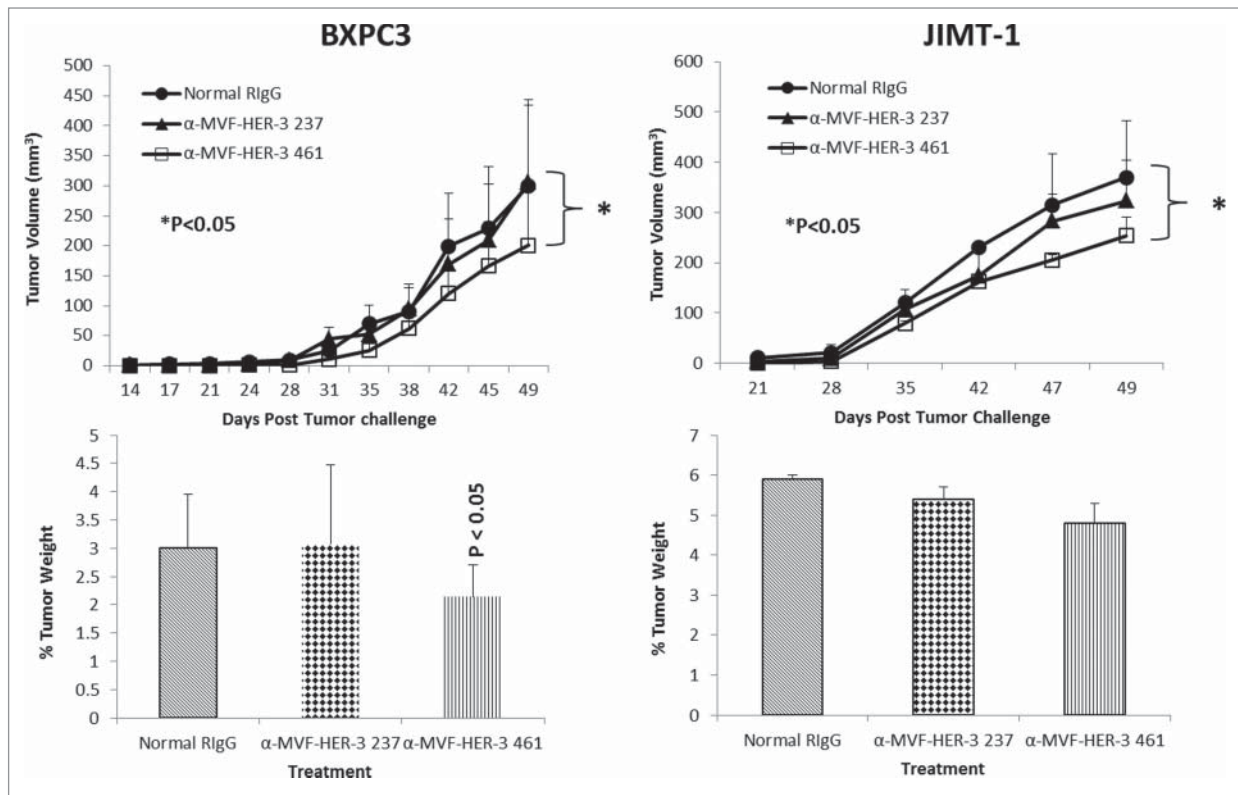 BXPC3
500
450
400
350
300
250
200
150
100
50
0
Tumor Volume (mm³)
Normal RIgG
α-MVF-HER-3 237
α-MVF-HER-3 461
*P<0.05
*
14 17 21 24 28 31 35 38 42 45 49
Days Post Tumor challenge
JIMT-1
600
500
400
300
200
100
0
Tumor Volume (mm³)
Normal RIgG
α-MVF-HER-3 237
α-MVF-HER-3 461
*P<0.05
*
21 28 35 42 47 49
Days Post Tumor Challenge
5
4.5
4
3.5
3
2.5
2
1.5
1
0.5
0
% Tumor Weight
P < 0.05
Normal RIgG α-MVF-HER-3 237 α-MVF-HER-3 461
Treatment
7
6
5
4
3
2
1
0
% Tumor Weight
Normal RIgG α-MVF-HER-3 237 α-MVF-HER-3 461
Treatment